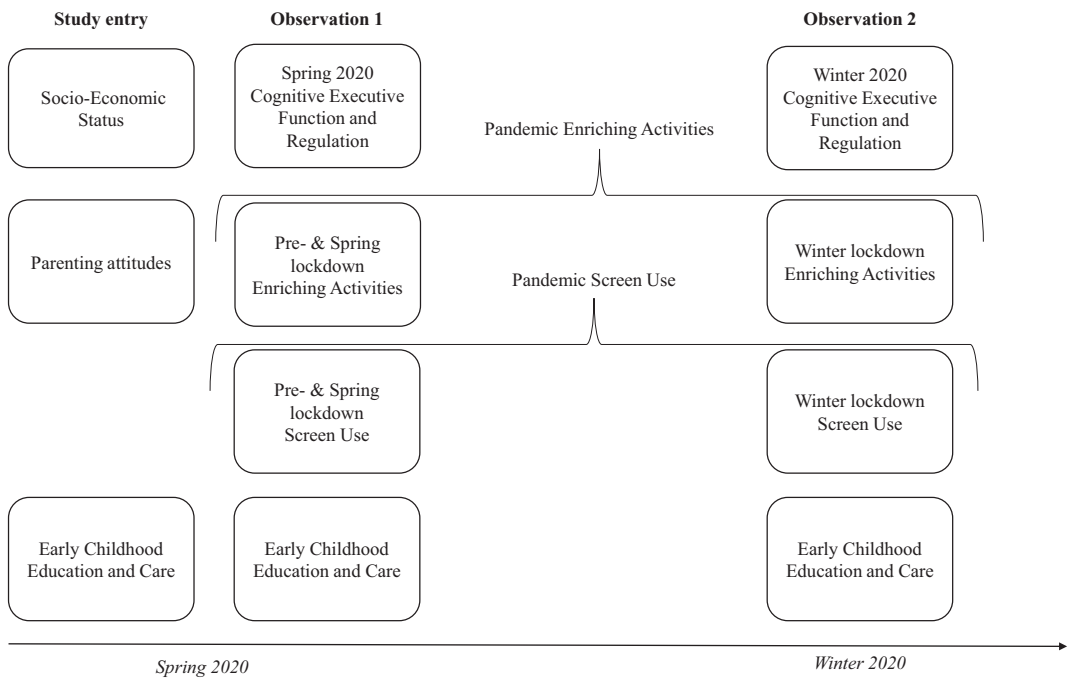 Study entry
Observation 1
Observation 2
Socio-Economic
Status
Spring 2020
Cognitive Executive
Function and
Regulation
Pandemic Enriching Activities
Winter 2020
Cognitive Executive
Function and
Regulation
Parenting attitudes
Pre- & Spring
lockdown
Enriching Activities
Pandemic Screen Use
Winter lockdown
Enriching Activities
Pre- & Spring
lockdown
Screen Use
Winter lockdown
Screen Use
Early Childhood
Education and Care
Early Childhood
Education and Care
Early Childhood
Education and Care
Spring 2020
Winter 2020